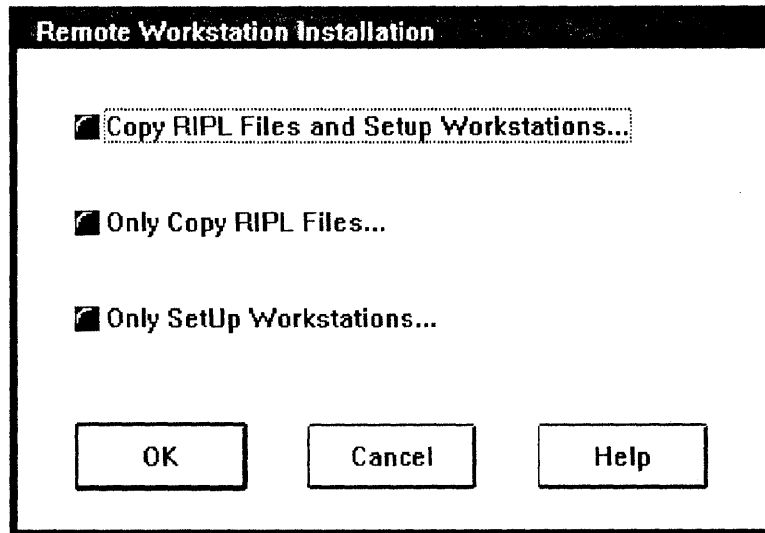 Remote Workstation Installation
Copy RIPL Files and Setup Workstations...
Only Copy RIPL Files...
Only SetUp Workstations...
OK Cancel Help